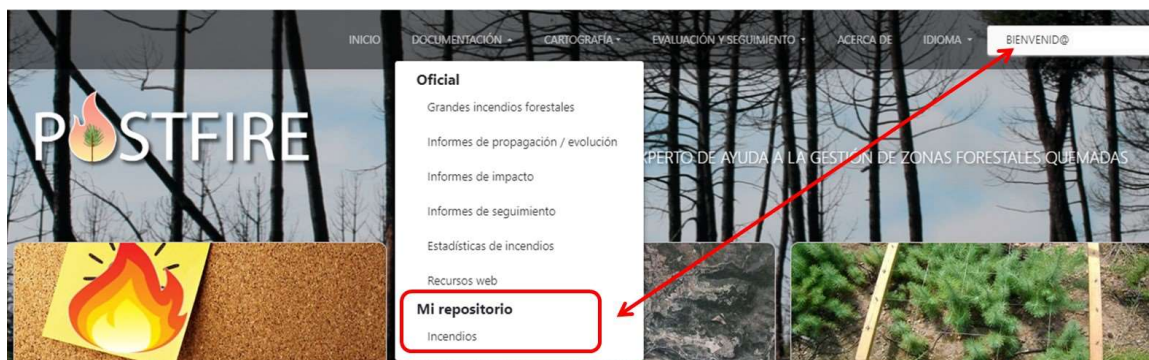 INICIO DOCUMENTACIÓN CARTOGRAFÍA EVALUACIÓN Y SEGUIMIENTO ACERCA DE IDIOMA BIENVENID@
Oficial
Grandes incendios forestales
POSTFIRE
Informes de propagación / evolución
XPERTO DE AYUDA A LA GESTIÓN DE ZONAS FORESTALES QUEMADAS
Informes de impacto
Informes de seguimiento
Estadísticas de incendios
Recursos web
Mi repositorio
Incendios